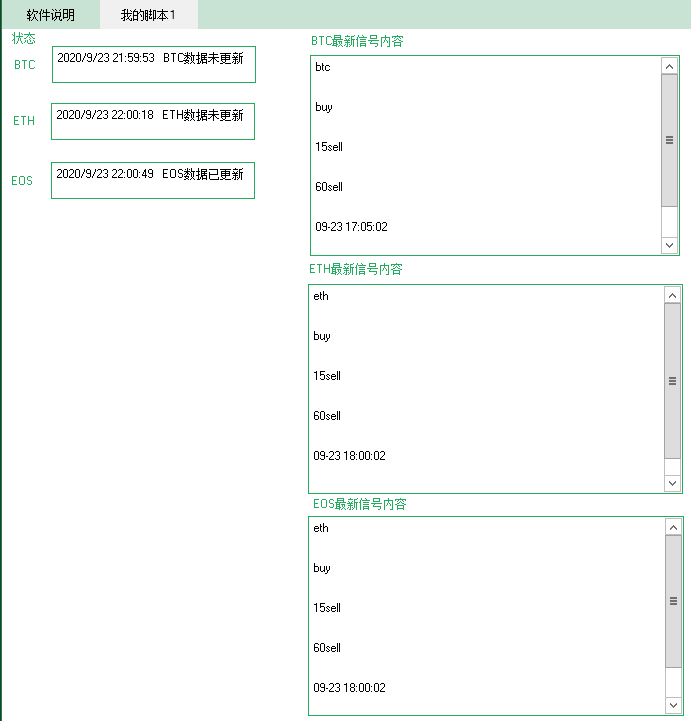 软件说明
我的脚本1
状态
BTC
2020/9/23 21:59:53 BTC数据未更新
ETH
2020/9/23 22:00:18 ETH数据未更新
EOS
2020/9/23 22:00:49 EOS数据已更新
BTC最新信号内容
btc
buy
15sell
60sell
09-23 17:05:02
ETH最新信号内容
eth
buy
15sell
60sell
09-23 18:00:02
EOS最新信号内容
eth
buy
15sell
60sell
09-23 18:00:02